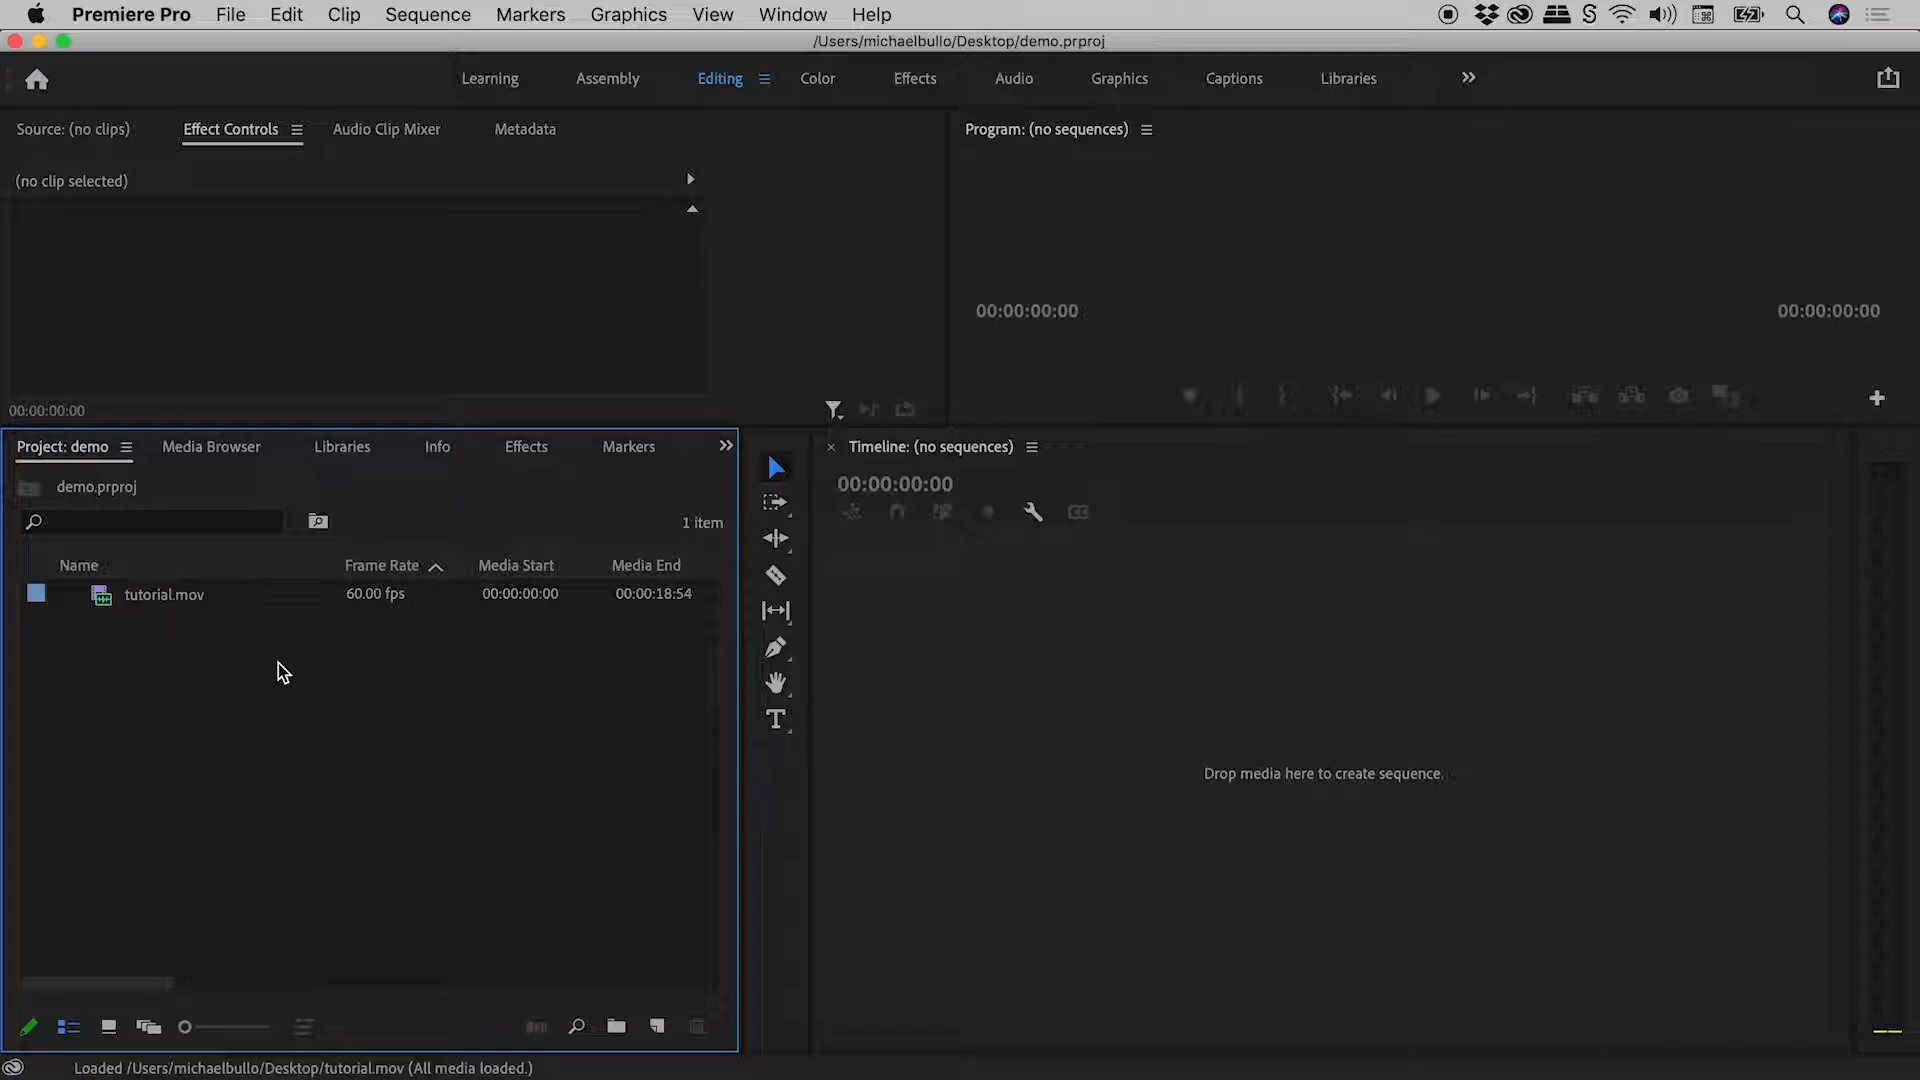 Premiere Pro File Edit Clip Sequence Markers Graphics View Window Help
/Users/michaelbullo/Desktop/demo.prproj
Learning Assembly Editing Color Effects Audio Graphics Captions Libraries
Source: (no clips) Effect Controls Audio Clip Mixer Metadata
Program: (no sequences)
(no clip selected)
00:00:00:00 00:00:00:00
00:00:00:00
Project: demo Media Browser Libraries Info Effects Markers
Timeline: (no sequences)
demo.prproj
00:00:00:00
1 item
Name Frame Rate Media Start Media End
tutorial.mov 60.00 fps 00:00:00:00 00:00:18:54
Drop media here to create sequence.
Loaded /Users/michaelbullo/Desktop/tutorial.mov (All media loaded.)